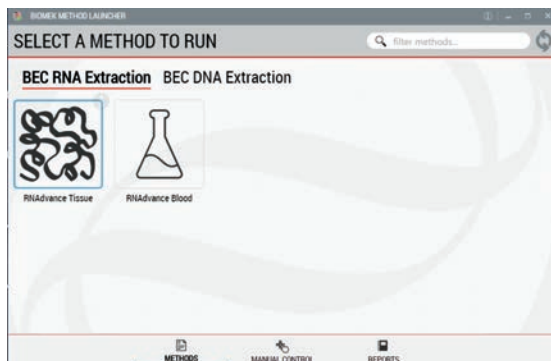 BIOMEK METHOD LAUNCHER
SELECT A METHOD TO RUN
filter methods...
BEC RNA Extraction BEC DNA Extraction
RNAdvance Tissue RNAdvance Blood
METHODS MANUAL CONTROL REPORTS